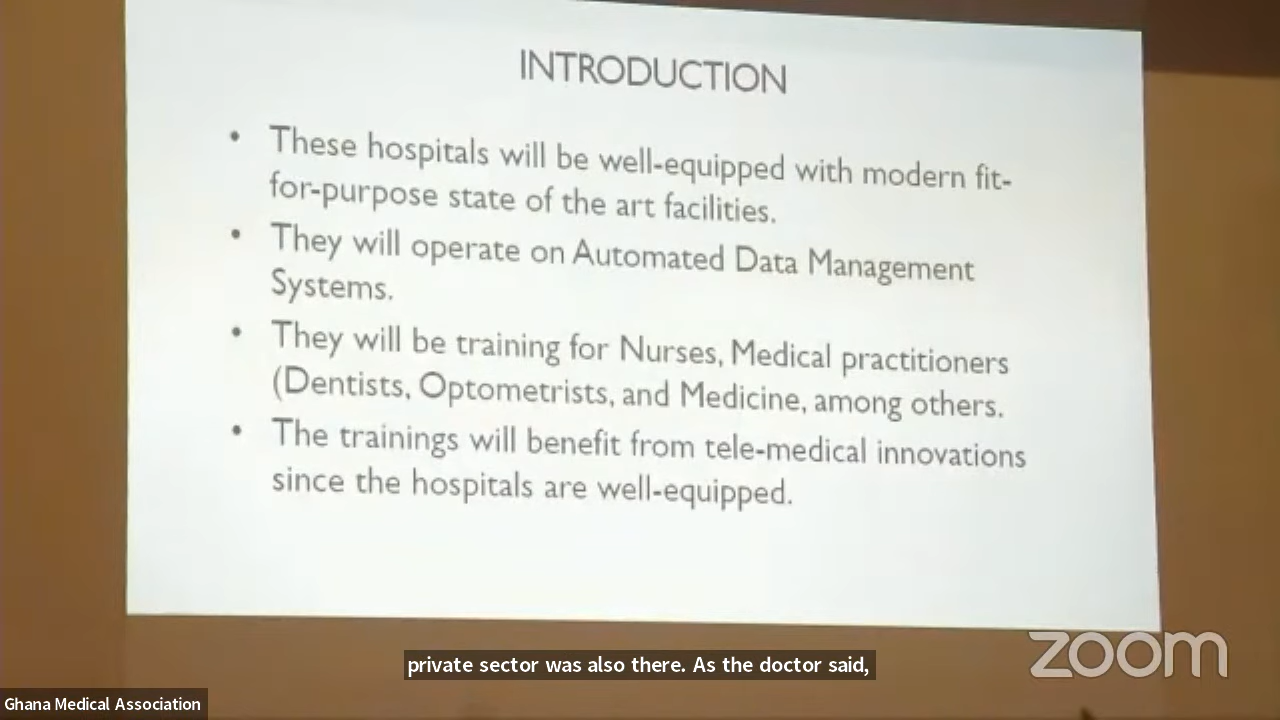 INTRODUCTION
• These hospitals will be well-equipped with modern fit-
for-purpose state of the art facilities.
• They will operate on Automated Data Management
Systems.
• They will be training for Nurses, Medical practitioners
(Dentists, Optometrists, and Medicine, among others.
• The trainings will benefit from tele-medical innovations
since the hospitals are well-equipped.
private sector was also there. As the doctor said,
zoom
Ghana Medical Association